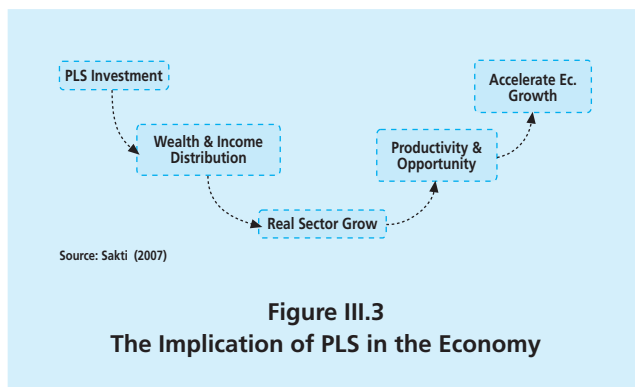 PLS Investment
Wealth & Income
Distribution
Real Sector Grow
Productivity &
Opportunity
Accelerate Ec.
Growth
Source: Sakti (2007)
Figure III.3
The Implication of PLS in the Economy